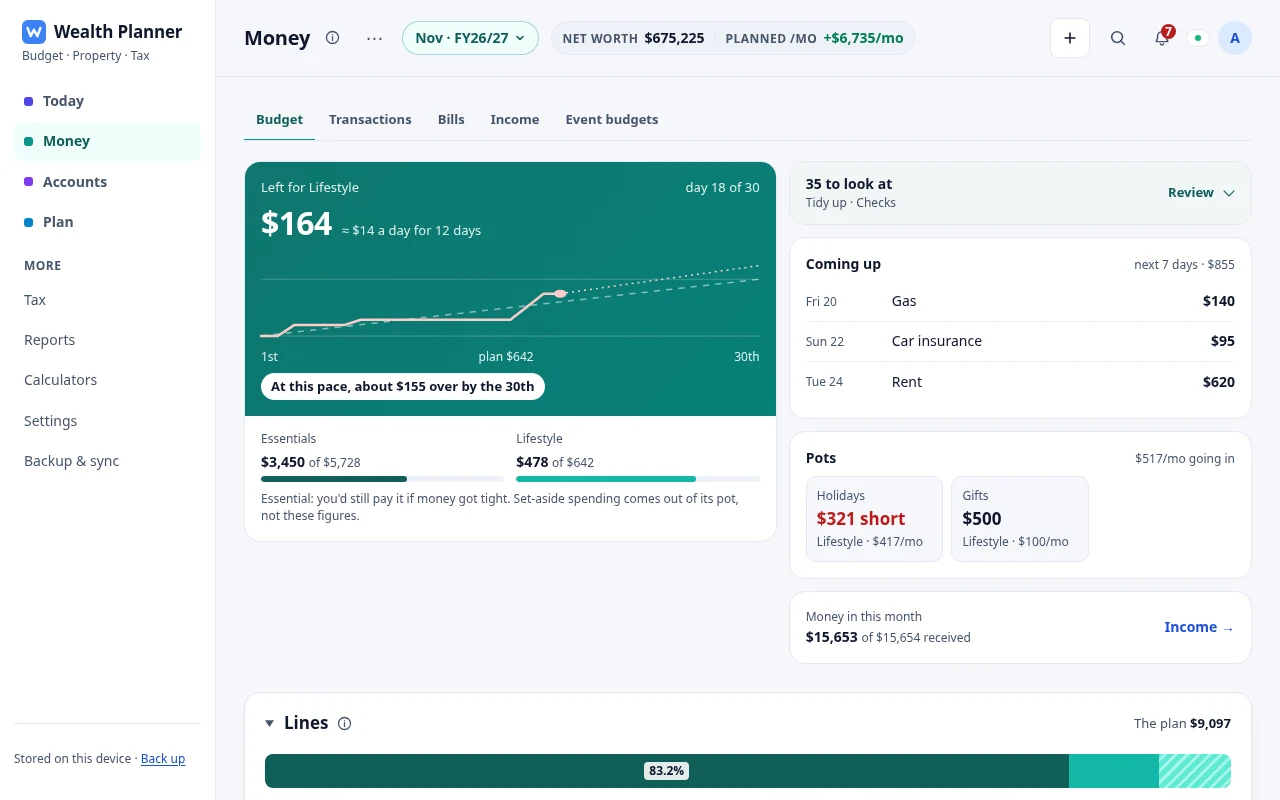 Wealth Planner
Budget · Property · Tax
Today
Money
Accounts
Plan
MORE
Tax
Reports
Calculators
Settings
Backup & sync
Stored on this device · Back up
Money
Nov · FY26/27
NET WORTH $675,225 PLANNED /MO +$6,735/mo
7
A
Budget Transactions Bills Income Event budgets
Left for Lifestyle day 18 of 30
$164 ≈ $14 a day for 12 days
1st plan $642 30th
At this pace, about $155 over by the 30th
Essentials Lifestyle
$3,450 of $5,728 $478 of $642
Essential: you'd still pay it if money got tight. Set-aside spending comes out of its pot,
not these figures.
35 to look at
Tidy up · Checks
Review
Coming up next 7 days · $855
Fri 20 Gas $140
Sun 22 Car insurance $95
Tue 24 Rent $620
Pots $517/mo going in
Holidays Gifts
$321 short $500
Lifestyle · $417/mo Lifestyle · $100/mo
Money in this month
$15,653 of $15,654 received
Income →
Lines The plan $9,097
83.2%